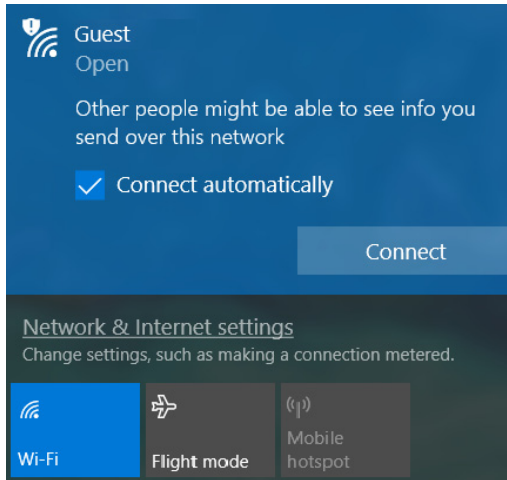 Guest
Open
Other people might be able to see info you
send over this network
Connect automatically
Connect
Network & Internet settings
Change settings, such as making a connection metered.
Wi-Fi
Flight mode
Mobile
hotspot